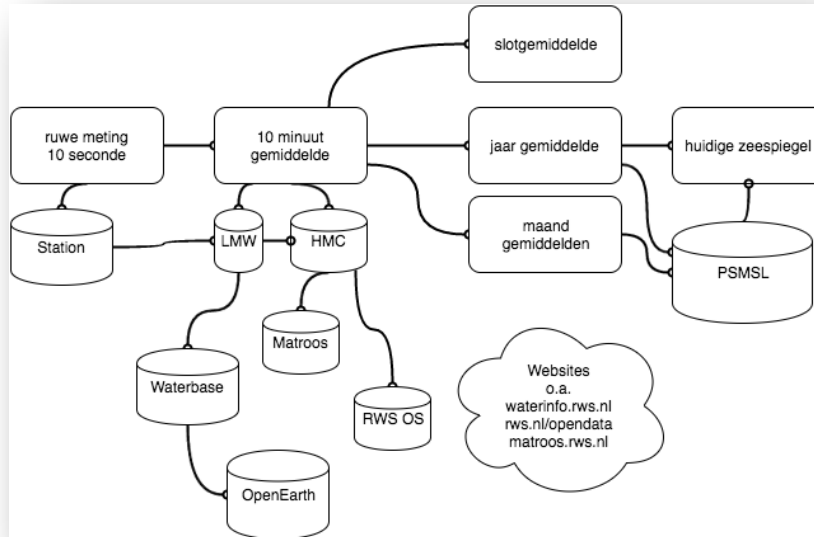 slotgemiddelde
ruwe meting
10 seconde
10 minuut
gemiddelde
jaar gemiddelde
huidige zeespiegel
Station
LMW
HMC
maand
gemiddelden
PSMSL
Matroos
Waterbase
RWS OS
OpenEarth
Websites
o.a.
waterinfo.rws.nl
rws.nl/opendata
matroos.rws.nl